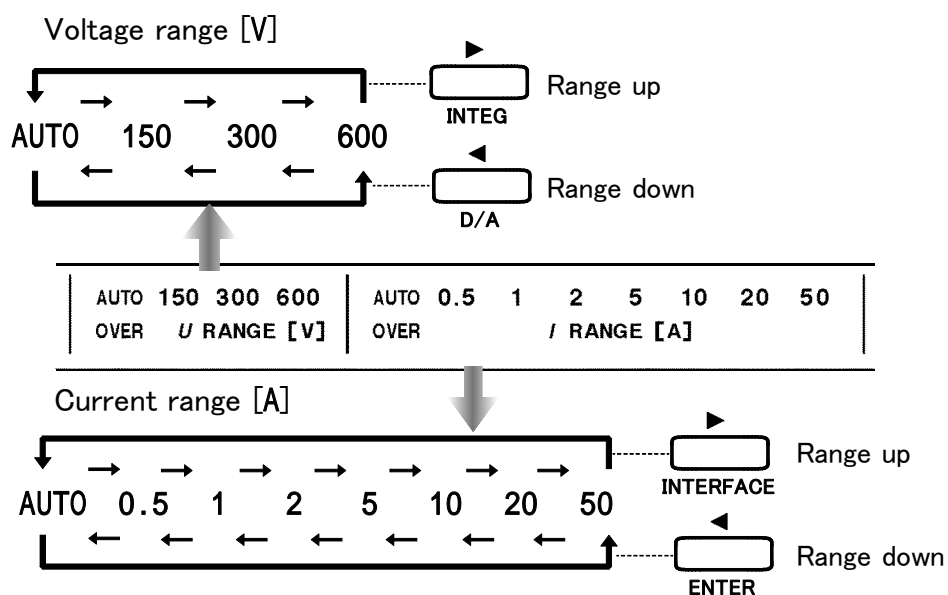 Voltage range [V]
▶
Range up
INTEG
AUTO 150 300 600
◀
Range down
D/A
AUTO 150 300 600
OVER U RANGE [V]
AUTO 0.5 1 2 5 10 20 50
OVER I RANGE [A]
Current range [A]
▶
Range up
INTERFACE
AUTO 0.5 1 2 5 10 20 50
◀
Range down
ENTER